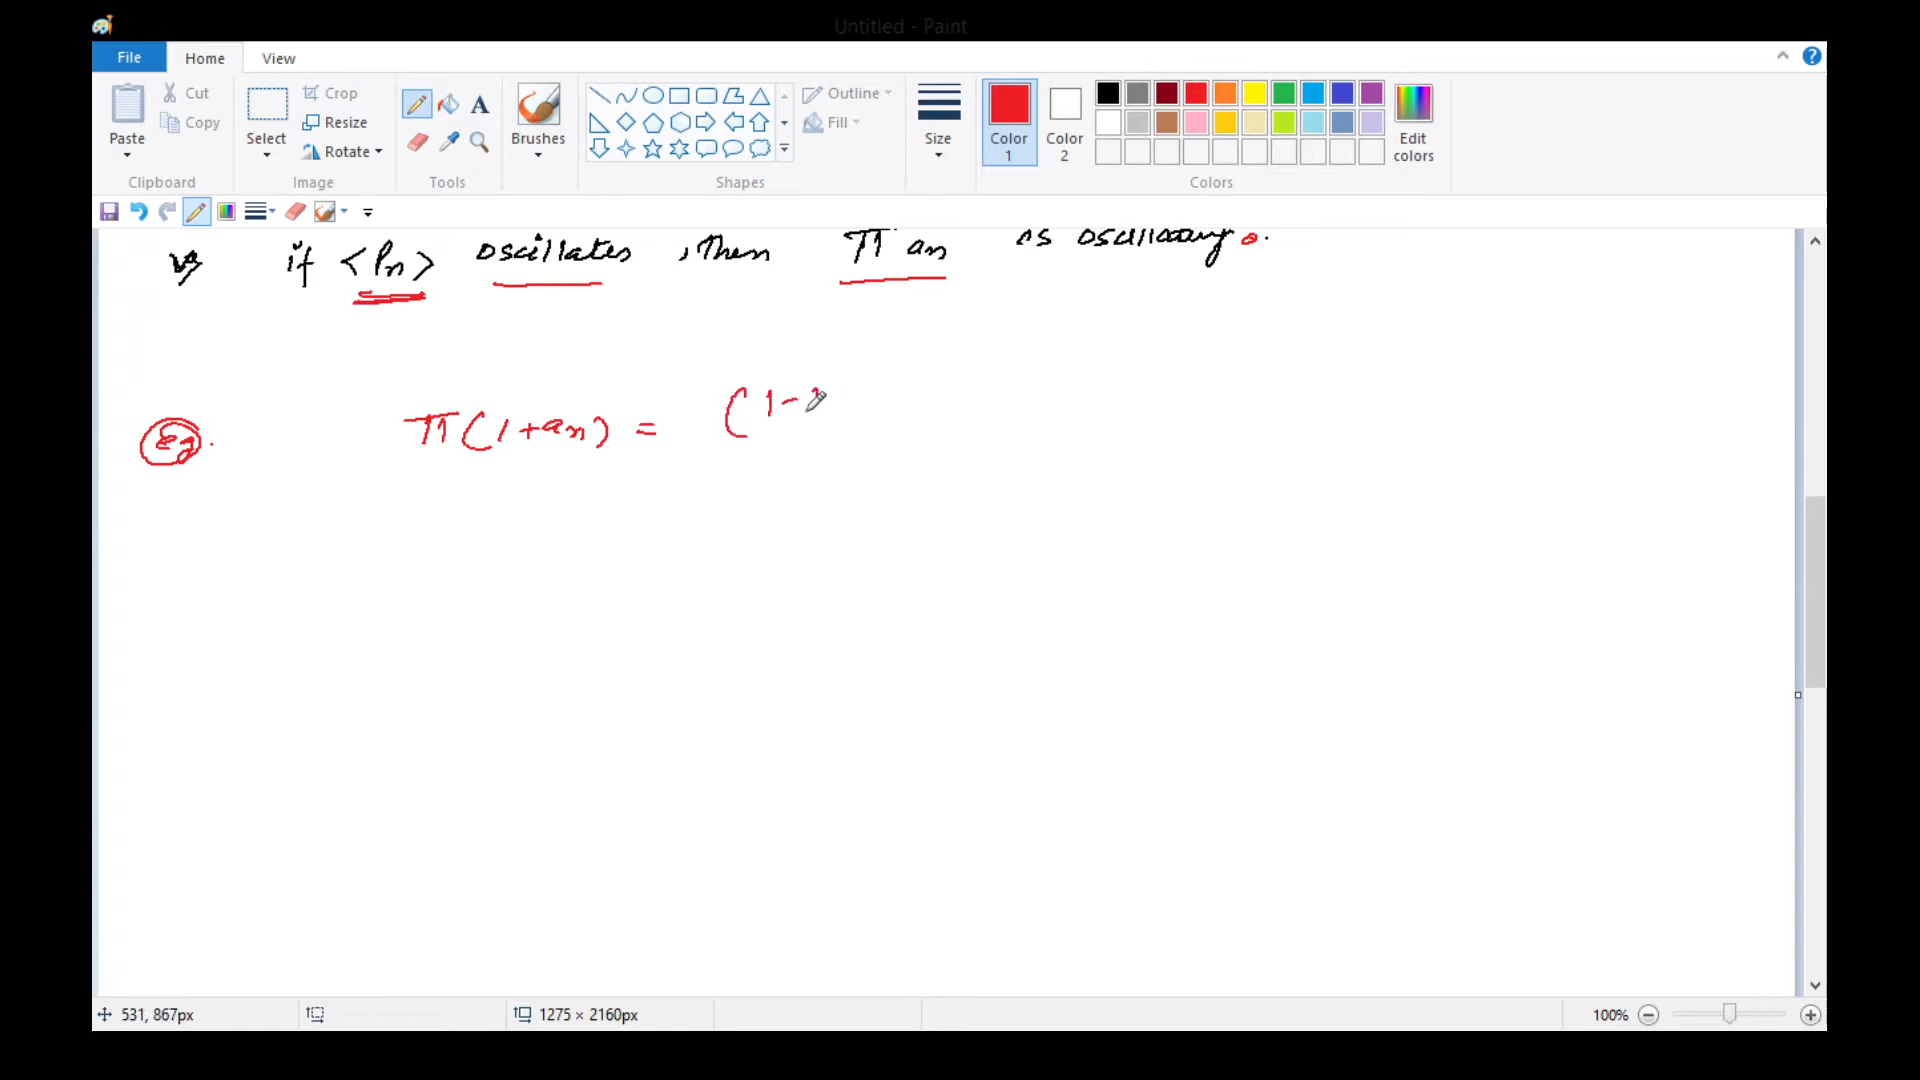 Untitled - Paint
File Home View
Paste Cut Copy Clipboard
Select Crop Resize Rotate Image
Tools
Brushes
Shapes
Outline Fill
Size
Color 1 Color 2 Edit colors
Colors
v> if <Pn> oscillates , then π an is oscillatory.
Eg. π(1+an) = (1-
531, 867px 1275 × 2160px 100%